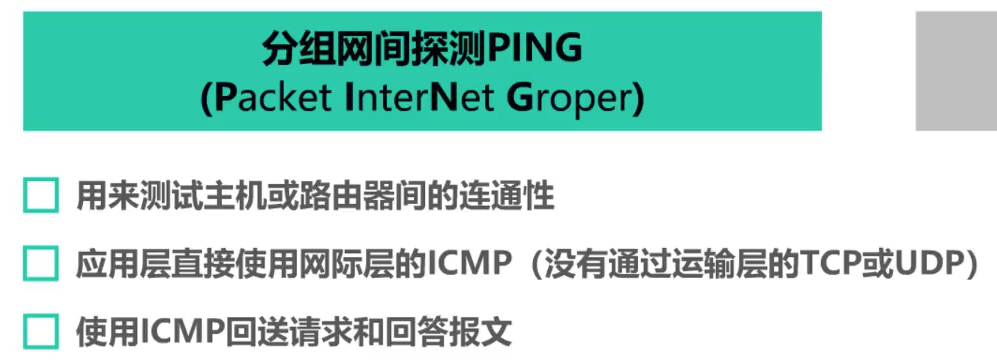 分组网间探测PING
(Packet InterNet Groper)
用来测试主机或路由器间的连通性
应用层直接使用网际层的ICMP（没有通过运输层的TCP或UDP）
使用ICMP回送请求和回答报文